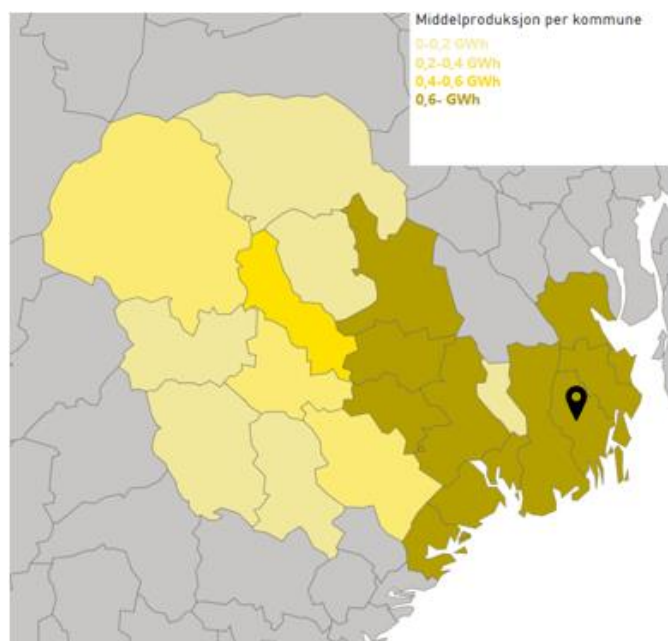 Middelproduksjon per kommune
0-0,2 GWh
0,2-0,4 GWh
0,4-0,6 GWh
0,6- GWh